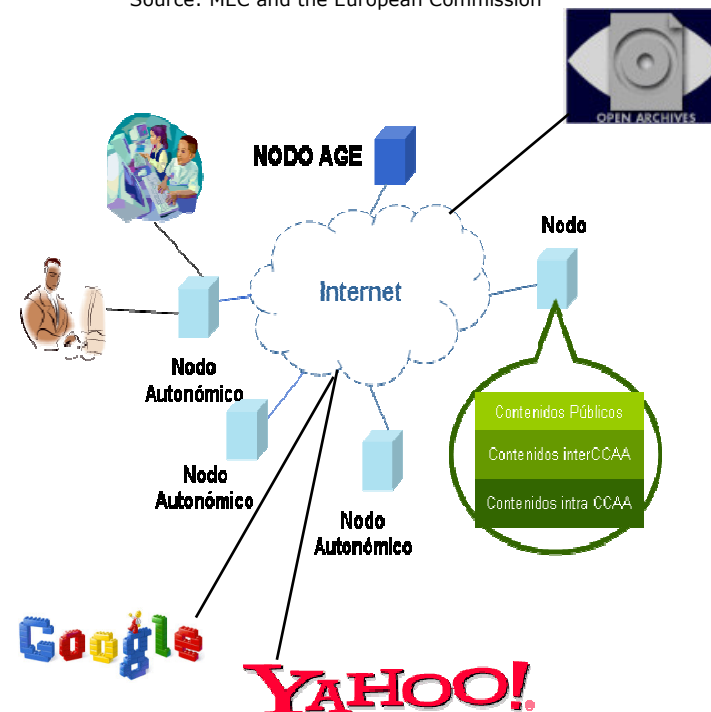 Source: MEC and the European Commission
OPEN ARCHIVES
NODO AGE
Nodo
Internet
Nodo
Autonómico
Contenidos Públicos
Contenidos interCCAA
Contenidos intra CCAA
Nodo
Autonómico
Nodo
Autonómico
Google
YAHOO!